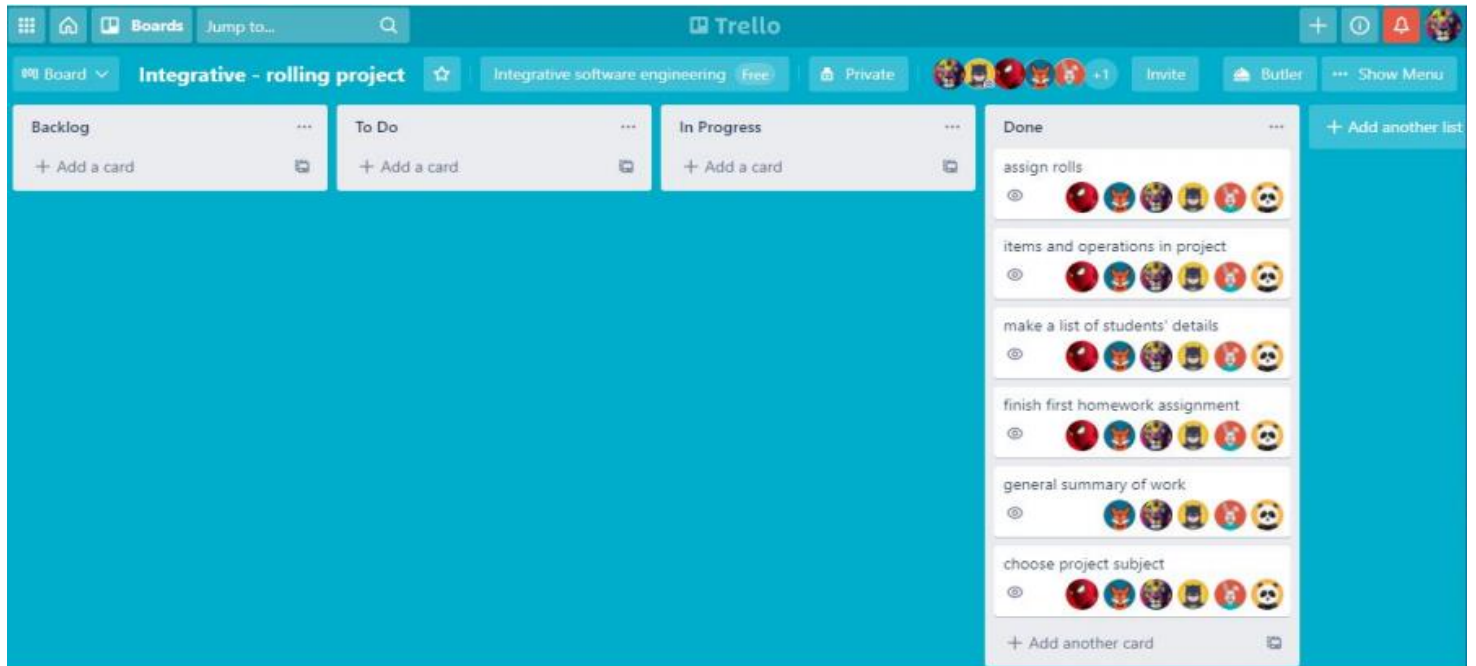 Boards
Jump to...
Trello
Board
Integrative - rolling project
Integrative software engineering Free
Private
+1
Invite
Butler
... Show Menu
Backlog ...
+ Add a card
To Do ...
+ Add a card
In Progress ...
+ Add a card
Done ...
assign rolls
items and operations in project
make a list of students' details
finish first homework assignment
general summary of work
choose project subject
+ Add another card
+ Add another list